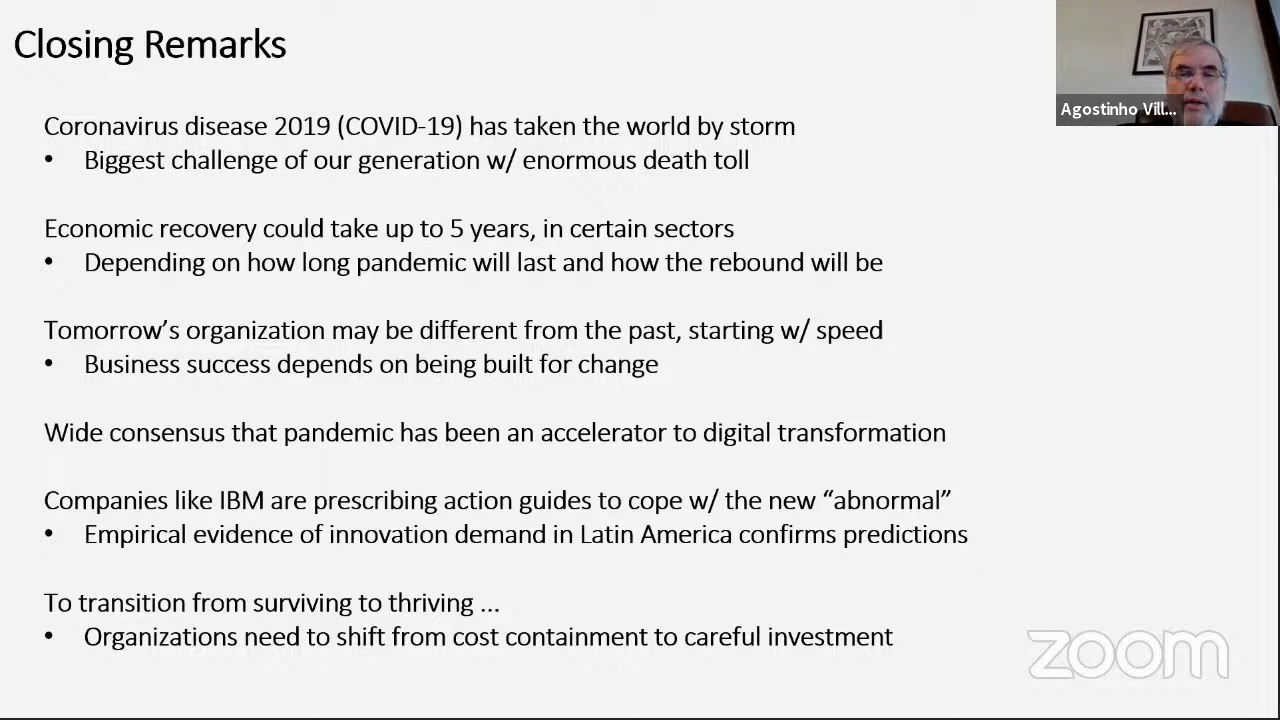 Closing Remarks
Agostinho Vill...
Coronavirus disease 2019 (COVID-19) has taken the world by storm
• Biggest challenge of our generation w/ enormous death toll
Economic recovery could take up to 5 years, in certain sectors
• Depending on how long pandemic will last and how the rebound will be
Tomorrow’s organization may be different from the past, starting w/ speed
• Business success depends on being built for change
Wide consensus that pandemic has been an accelerator to digital transformation
Companies like IBM are prescribing action guides to cope w/ the new “abnormal”
• Empirical evidence of innovation demand in Latin America confirms predictions
To transition from surviving to thriving ...
• Organizations need to shift from cost containment to careful investment
zoom